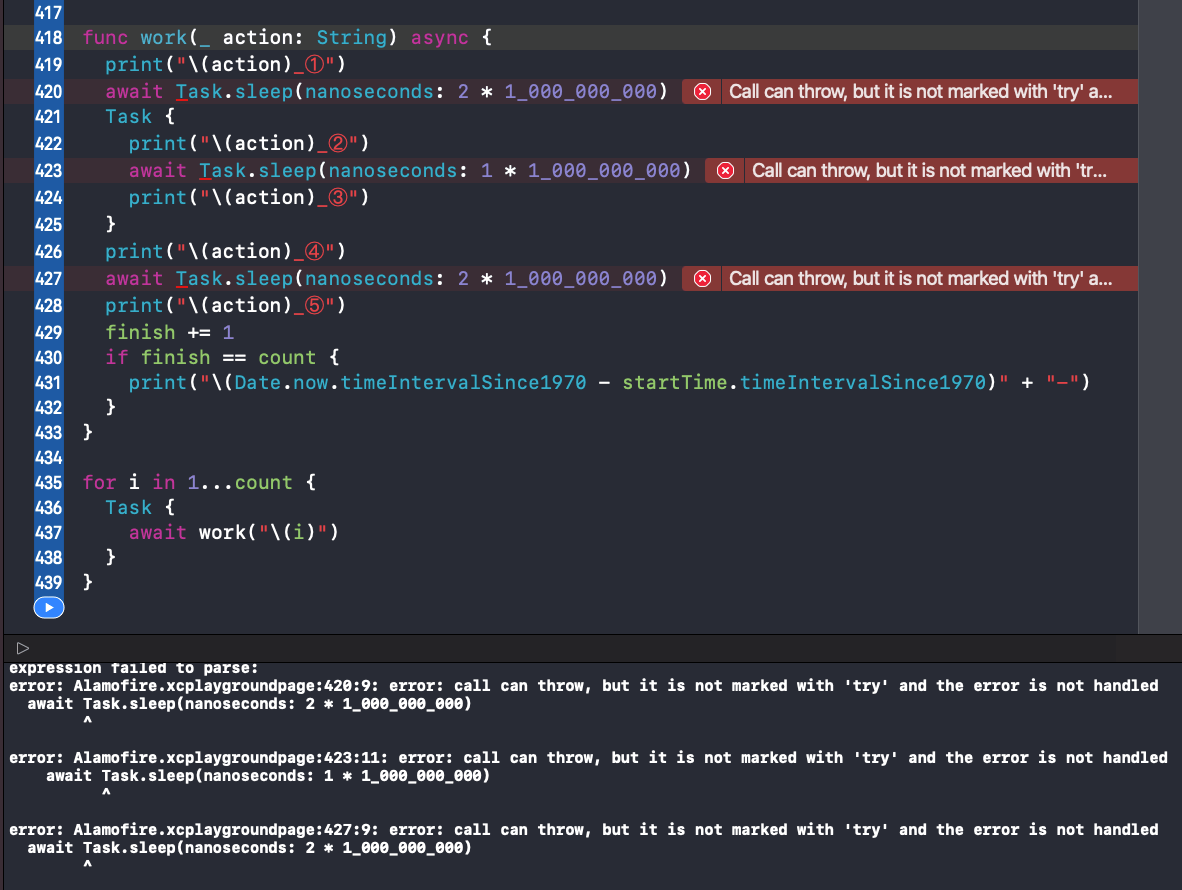 417
418 func work(_ action: String) async {
419 print("\(action)_①")
420 await Task.sleep(nanoseconds: 2 * 1_000_000_000) Call can throw, but it is not marked with 'try' a...
421 Task {
422 print("\(action)_②")
423 await Task.sleep(nanoseconds: 1 * 1_000_000_000) Call can throw, but it is not marked with 'tr...
424 print("\(action)_③")
425 }
426 print("\(action)_④")
427 await Task.sleep(nanoseconds: 2 * 1_000_000_000) Call can throw, but it is not marked with 'try' a...
428 print("\(action)_⑤")
429 finish += 1
430 if finish == count {
431 print("\(Date.now.timeIntervalSince1970 - startTime.timeIntervalSince1970)" + "-")
432 }
433 }
434
435 for i in 1...count {
436 Task {
437 await work("\(i)")
438 }
439 }
expression failed to parse:
error: Alamofire.xcplaygroundpage:420:9: error: call can throw, but it is not marked with 'try' and the error is not handled
await Task.sleep(nanoseconds: 2 * 1_000_000_000)
^
error: Alamofire.xcplaygroundpage:423:11: error: call can throw, but it is not marked with 'try' and the error is not handled
await Task.sleep(nanoseconds: 1 * 1_000_000_000)
^
error: Alamofire.xcplaygroundpage:427:9: error: call can throw, but it is not marked with 'try' and the error is not handled
await Task.sleep(nanoseconds: 2 * 1_000_000_000)
^